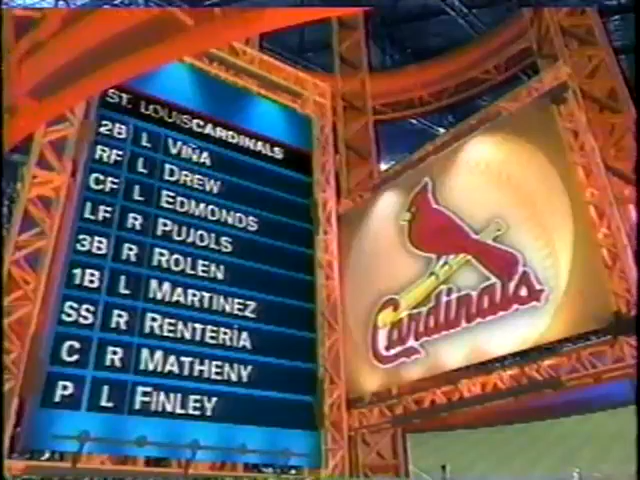 ST. LOUIS CARDINALS
2B L VIÑA
RF L DREW
CF L EDMONDS
LF R PUJOLS
3B R ROLEN
1B L MARTINEZ
SS R RENTERÍA
C R MATHENY
P L FINLEY
Cardinals